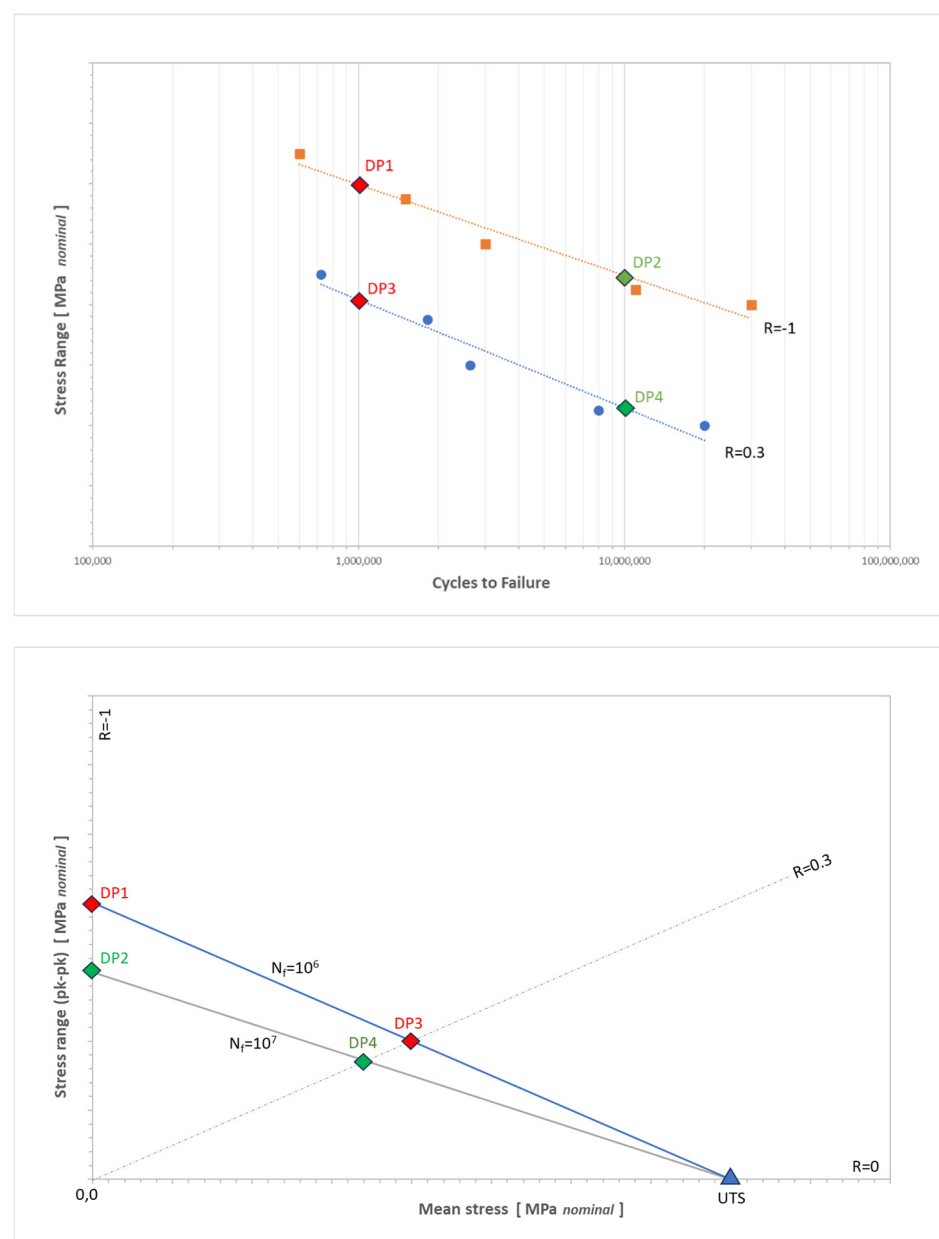 DP1
DP2
R=-1
DP3
DP4
R=0.3
Stress Range [ MPa nominal ]
100,000
1,000,000
10,000,000
100,000,000
Cycles to Failure
R=-1
R=0.3
DP1
DP2
Nf=10⁶
DP3
Nf=10⁷
DP4
Stress range (pk-pk) [ MPa nominal ]
R=0
0,0
UTS
Mean stress [ MPa nominal ]